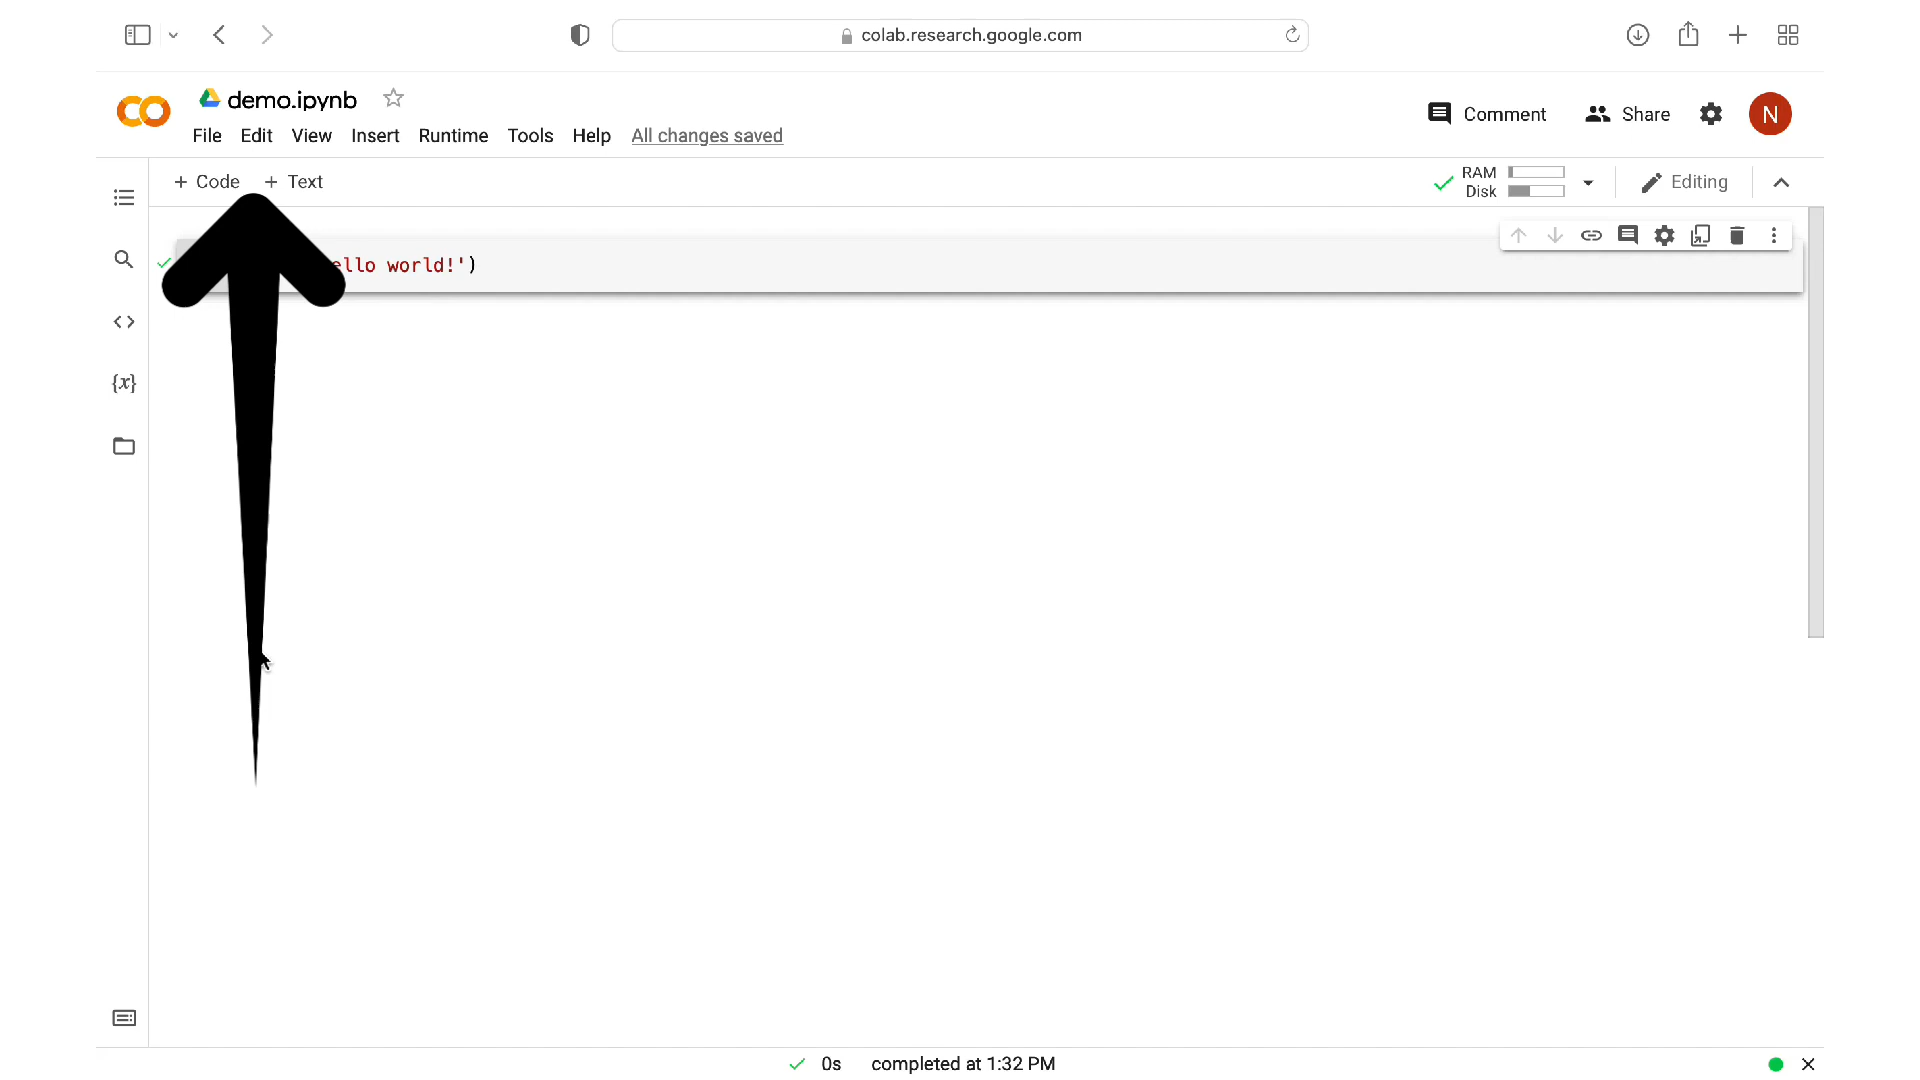 colab.research.google.com
demo.ipynb
Comment
Share
N
File Edit View Insert Runtime Tools Help All changes saved
+ Code + Text
RAM
Disk
Editing
ello world!')
{x}
0s completed at 1:32 PM